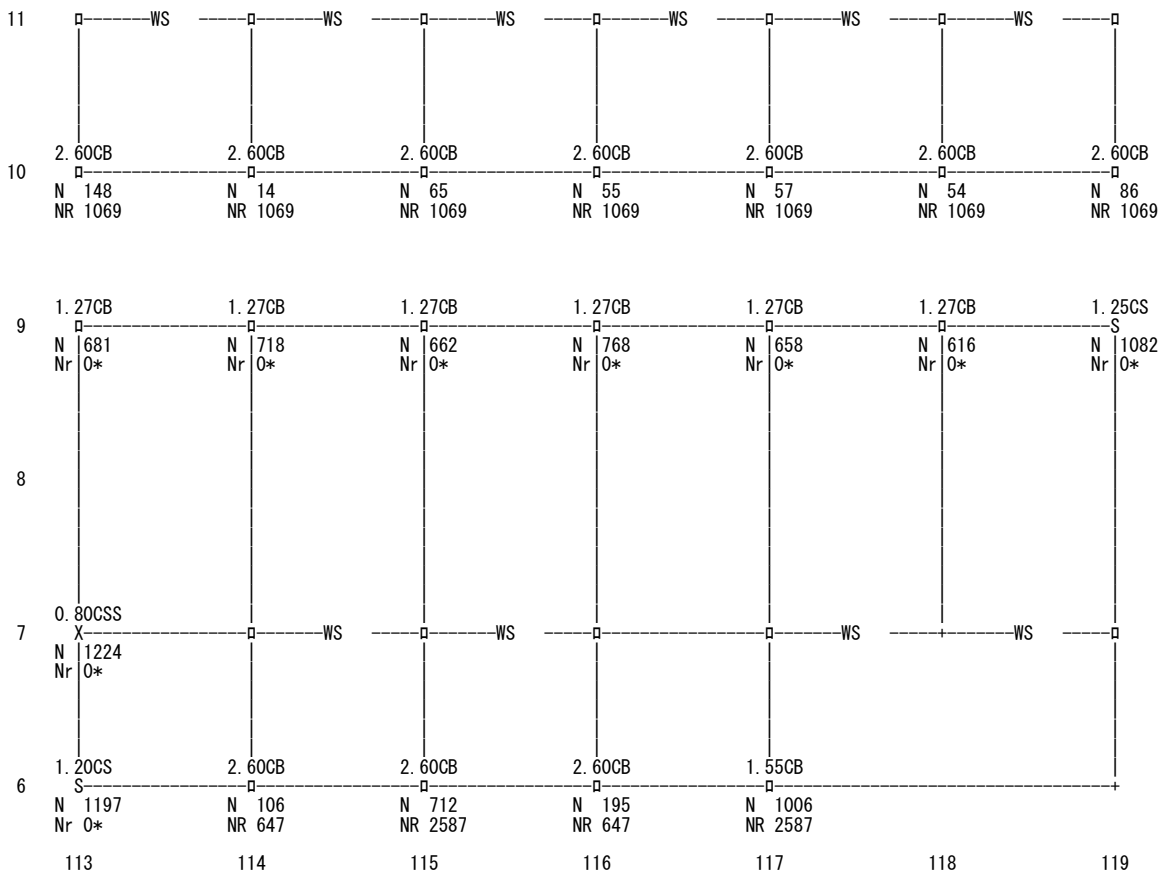 11 WS WS WS WS WS WS
2.60CB 2.60CB 2.60CB 2.60CB 2.60CB 2.60CB 2.60CB
10
N 148 N 14 N 65 N 55 N 57 N 54 N 86
NR 1069 NR 1069 NR 1069 NR 1069 NR 1069 NR 1069 NR 1069
1.27CB 1.27CB 1.27CB 1.27CB 1.27CB 1.27CB 1.25CS
9 S
N 681 N 718 N 662 N 768 N 658 N 616 N 1082
Nr 0* Nr 0* Nr 0* Nr 0* Nr 0* Nr 0* Nr 0*
8
0.80CSS
7 X WS WS WS WS
N 1224
Nr 0*
1.20CS 2.60CB 2.60CB 2.60CB 1.55CB
6 S
N 1197 N 106 N 712 N 195 N 1006
Nr 0* NR 647 NR 2587 NR 647 NR 2587
113 114 115 116 117 118 119